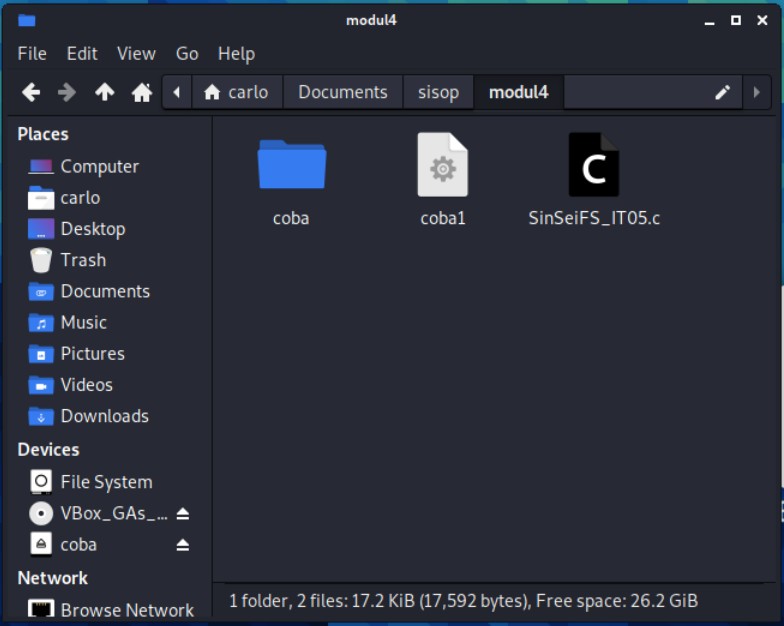 modul4
File Edit View Go Help
carlo Documents sisop modul4
Places
Computer
carlo
Desktop
Trash
Documents
Music
Pictures
Videos
Downloads
Devices
File System
VBox_GAs_...
coba
Network
Browse Network
coba
coba1
C
SinSeiFS_IT05.c
1 folder, 2 files: 17.2 KiB (17,592 bytes), Free space: 26.2 GiB